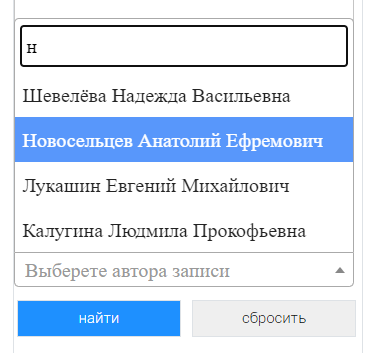 н
Шевелёва Надежда Васильевна
Новосельцев Анатолий Ефремович
Лукашин Евгений Михайлович
Калугина Людмила Прокофьевна
Выберете автора записи
найти сбросить